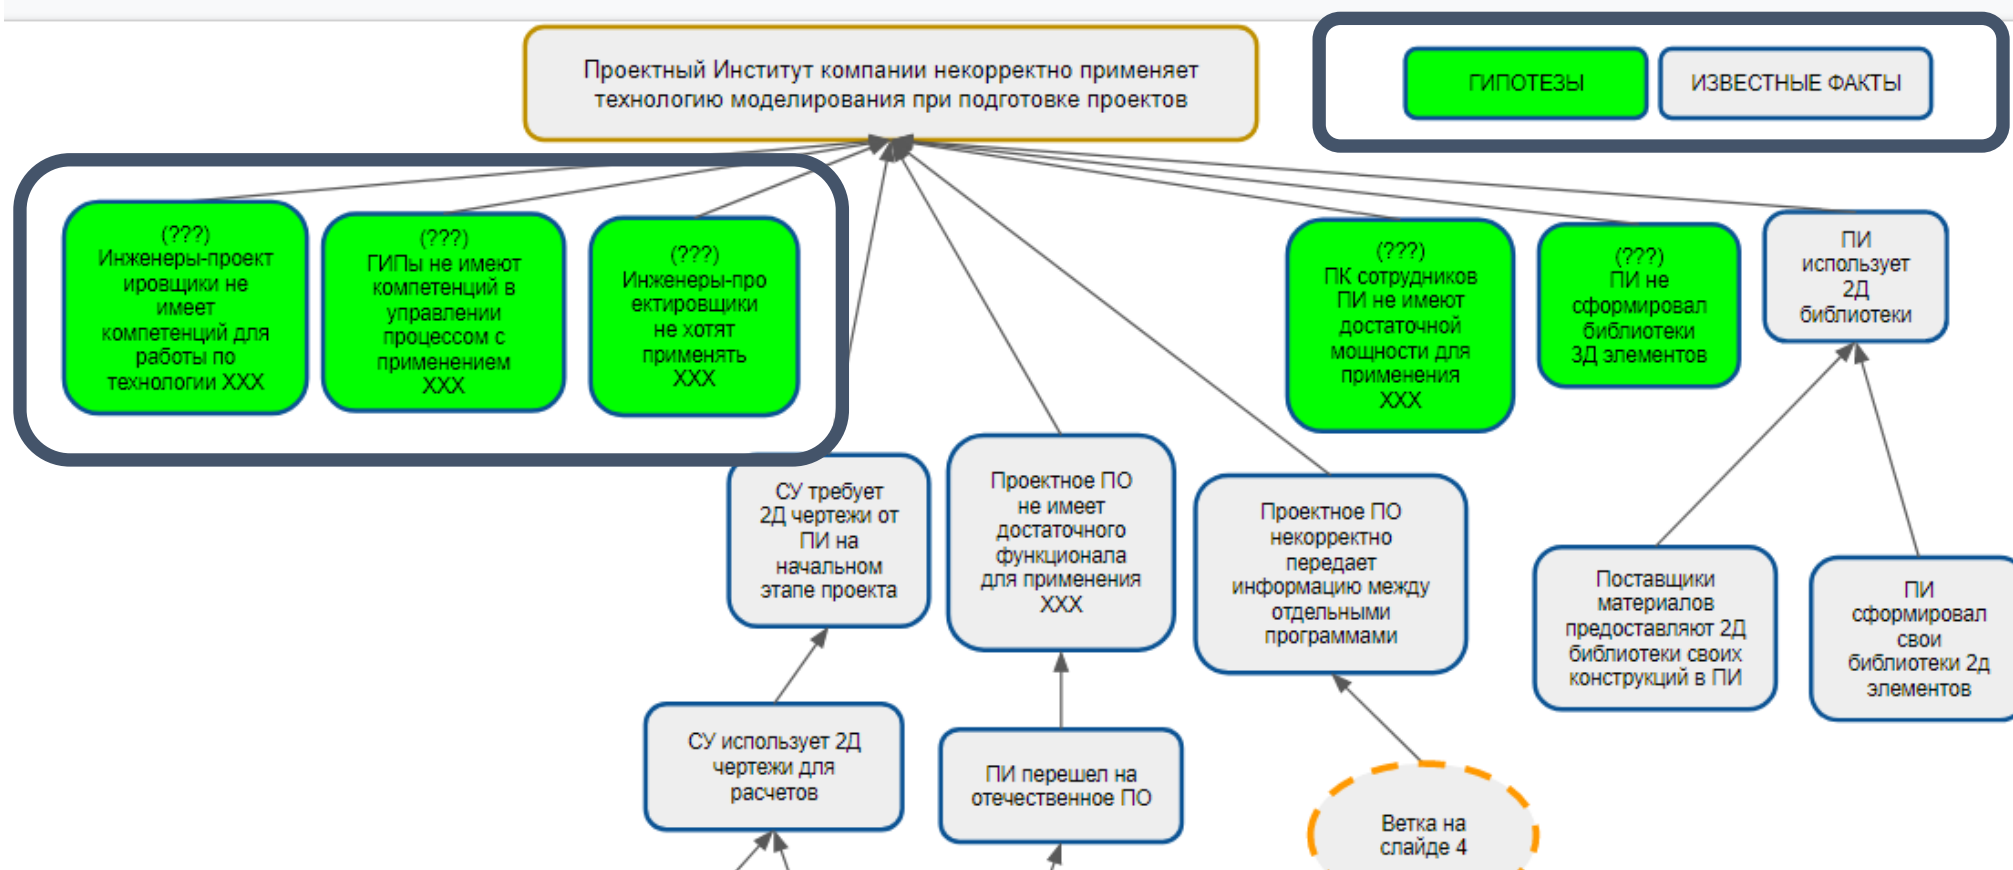 Проектный Институт компании некорректно применяет
технологию моделирования при подготовке проектов
ГИПОТЕЗЫ
ИЗВЕСТНЫЕ ФАКТЫ
(???)
Инженеры-проект
ировщики не
имеет
компетенций для
работы по
технологии XXX
(???)
ГИПы не имеют
компетенций в
управлении
процессом с
применением
XXX
(???)
Инженеры-про
ектировщики
не хотят
применять
XXX
(???)
ПК сотрудников
ПИ не имеют
достаточной
мощности для
применения
XXX
(???)
ПИ не
сформировал
библиотеки
3Д элементов
ПИ
использует
2Д
библиотеки
СУ требует
2Д чертежи от
ПИ на
начальном
этапе проекта
Проектное ПО
не имеет
достаточного
функционала
для применения
XXX
Проектное ПО
некорректно
передает
информацию между
отдельными
программами
Поставщики
материалов
предоставляют 2Д
библиотеки своих
конструкций в ПИ
ПИ
сформировал
свои
библиотеки 2д
элементов
СУ использует 2Д
чертежи для
расчетов
ПИ перешел на
отечественное ПО
Ветка на
слайде 4